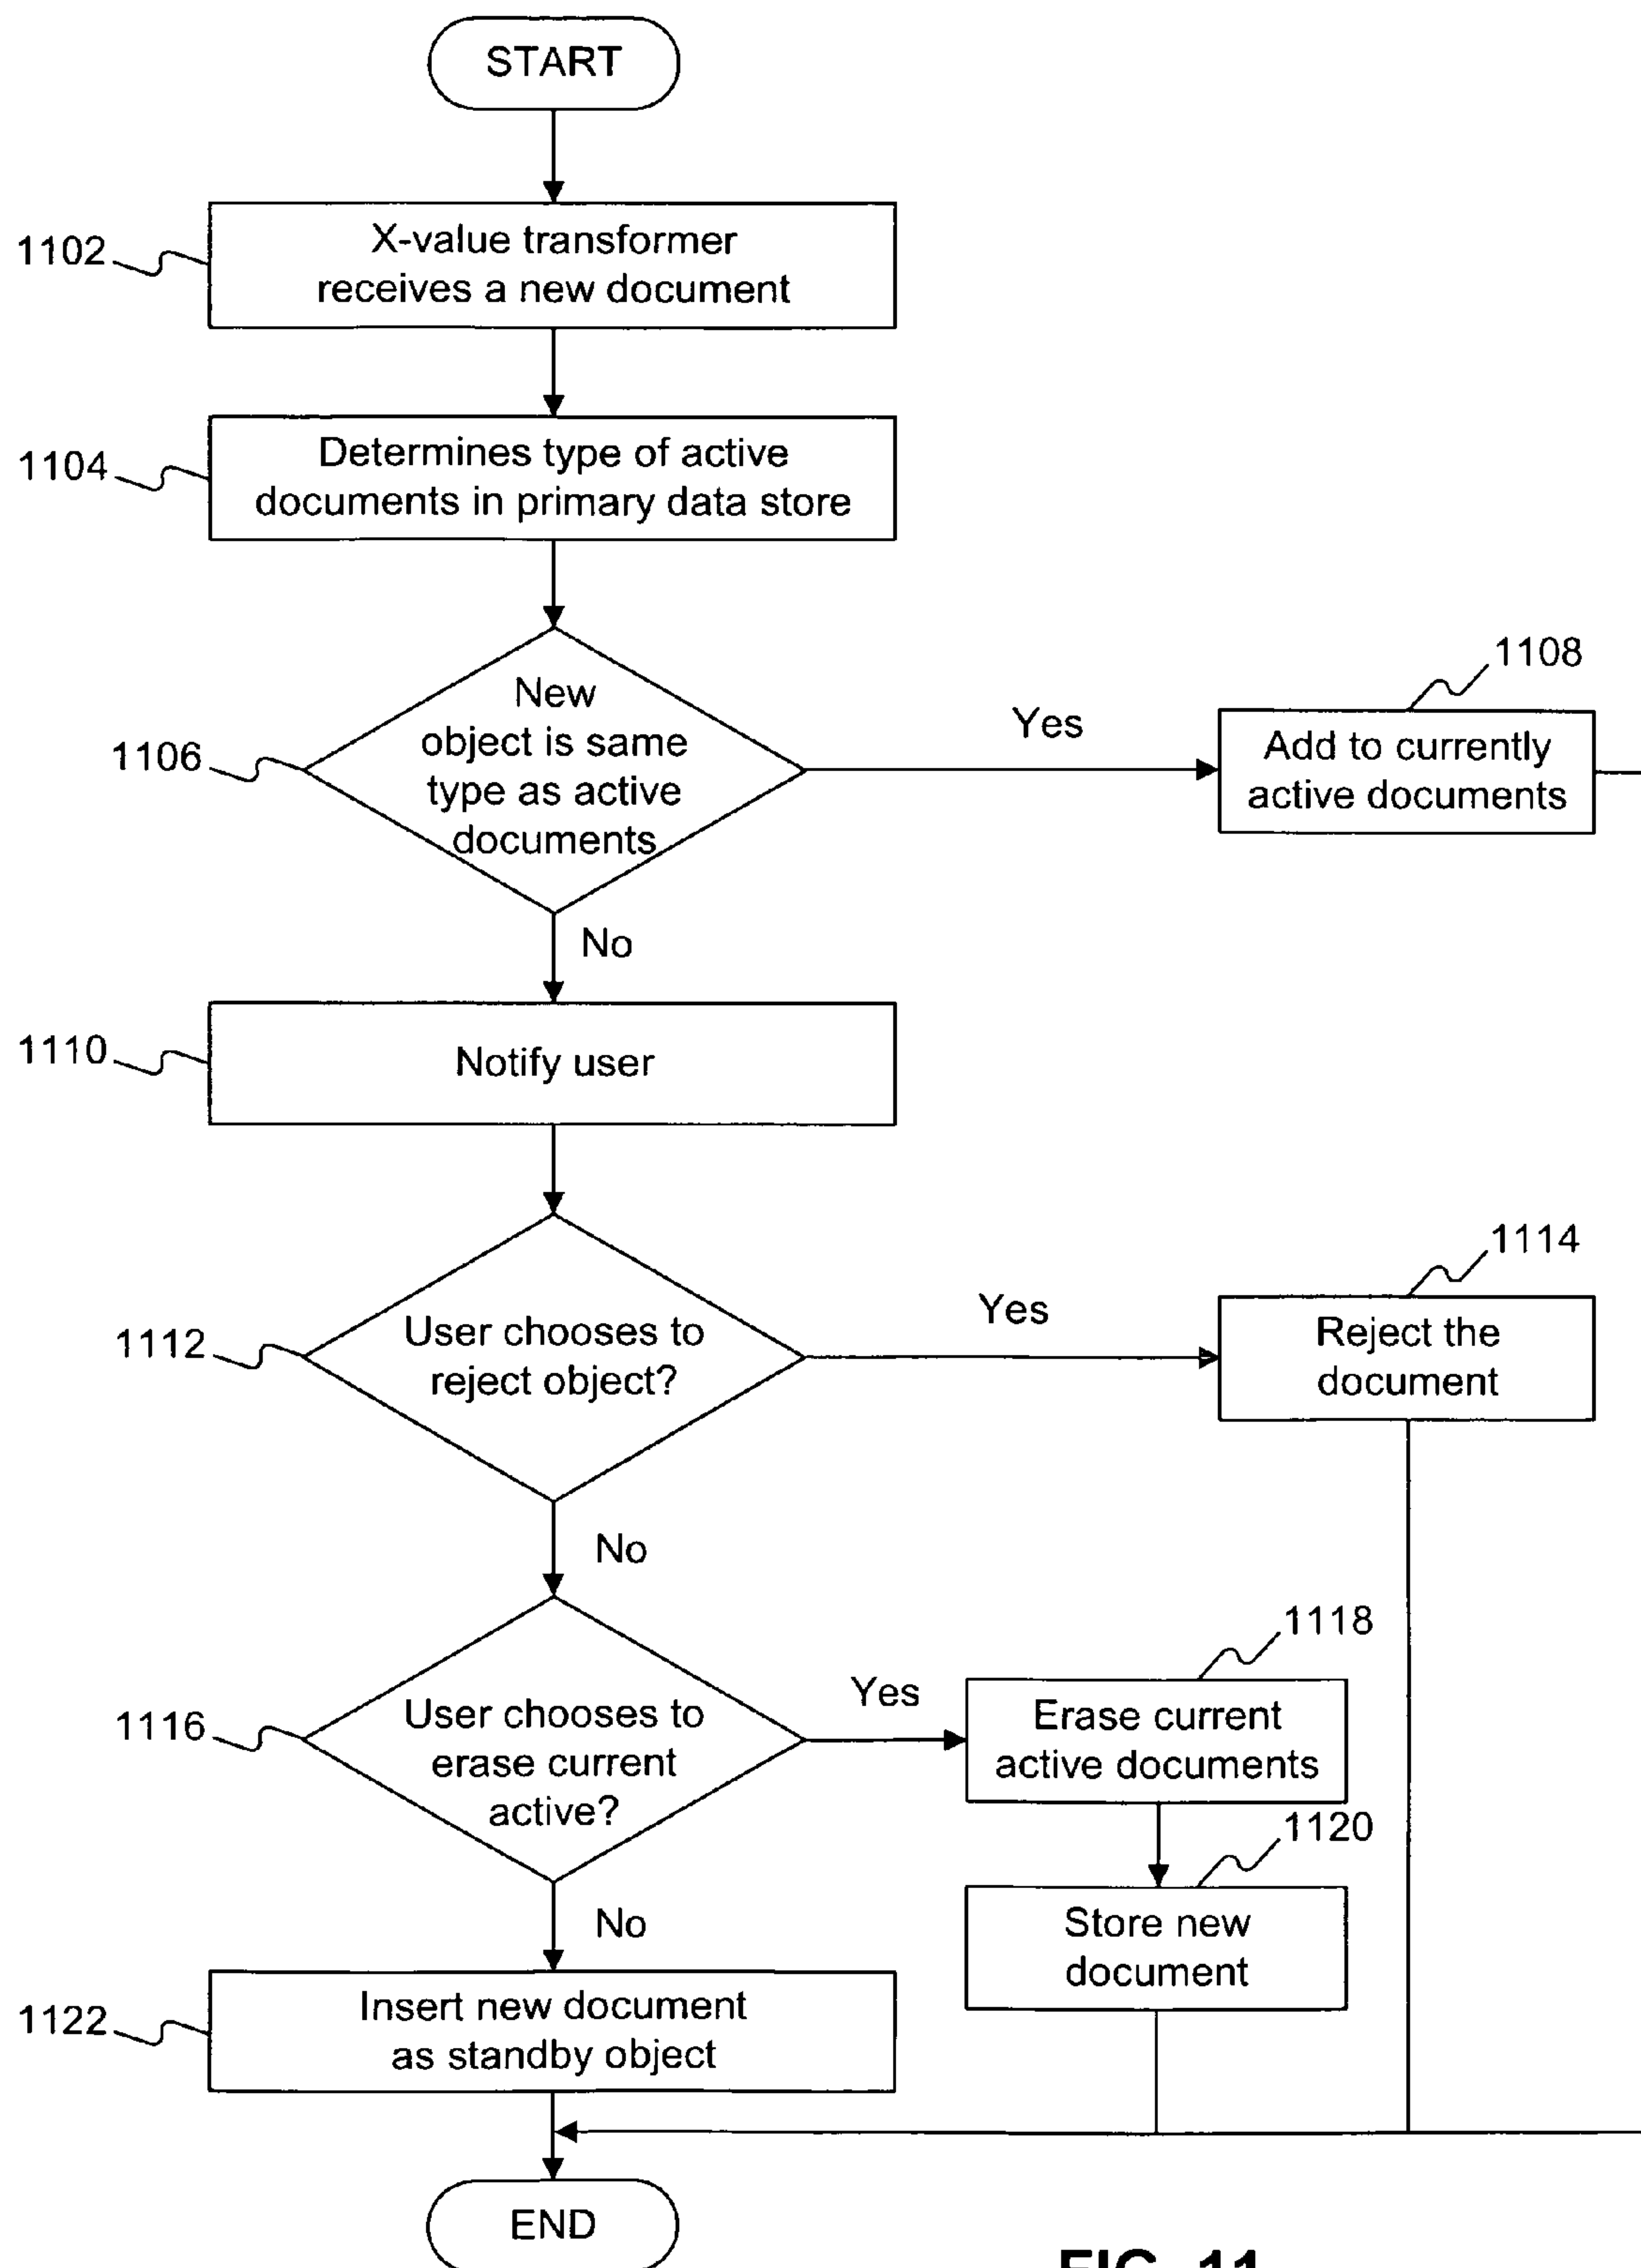 START
1102
X-value transformer
receives a new document
1104
Determines type of active
documents in primary data store
1106
New
object is same
type as active
documents
Yes
1108
Add to currently
active documents
No
1110
Notify user
1112
User chooses to
reject object?
Yes
1114
Reject the
document
No
1116
User chooses to
erase current
active?
Yes
1118
Erase current
active documents
1120
Store new
document
No
1122
Insert new document
as standby object
END
FIG. 11